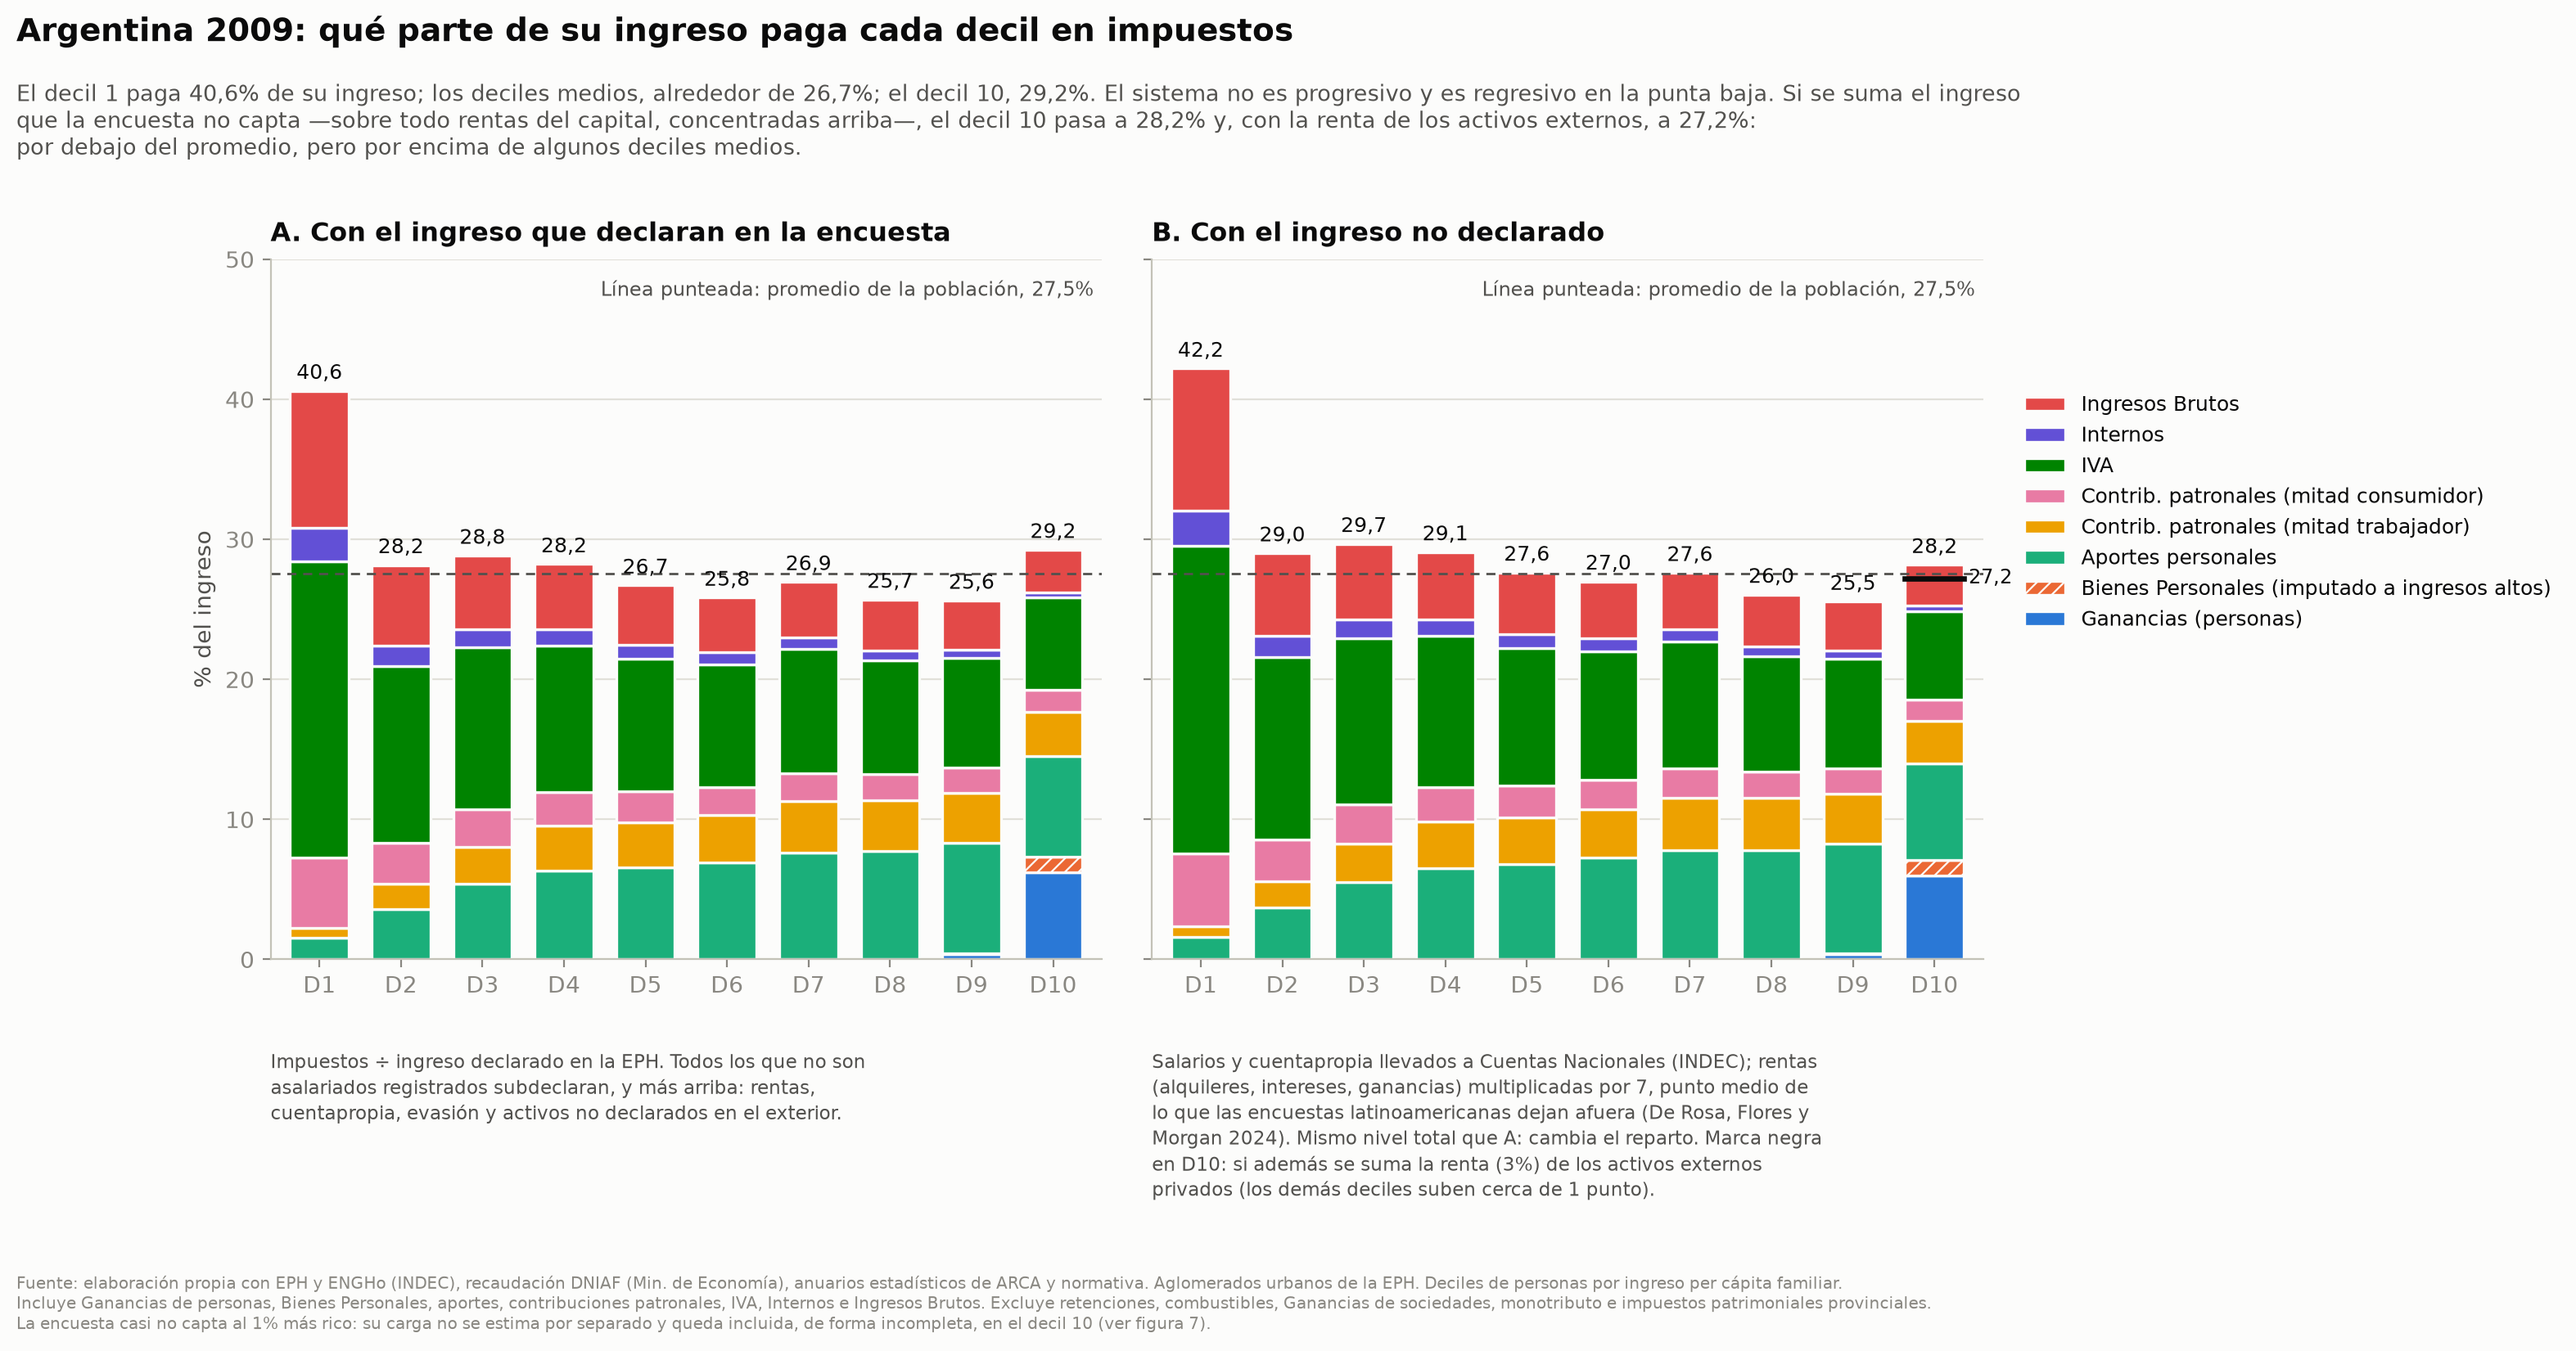 Argentina 2009: qué parte de su ingreso paga cada decil en impuestos
El decil 1 paga 40,6% de su ingreso; los deciles medios, alrededor de 26,7%; el decil 10, 29,2%. El sistema no es progresivo y es regresivo en la punta baja. Si se suma el ingreso
que la encuesta no capta —sobre todo rentas del capital, concentradas arriba—, el decil 10 pasa a 28,2% y, con la renta de los activos externos, a 27,2%:
por debajo del promedio, pero por encima de algunos deciles medios.
A. Con el ingreso que declaran en la encuesta
Línea punteada: promedio de la población, 27,5%
% del ingreso
50
40
30
20
10
0
40,6
28,2
28,8
28,2
26,7
25,8
26,9
25,7
25,6
29,2
D1 D2 D3 D4 D5 D6 D7 D8 D9 D10
Impuestos ÷ ingreso declarado en la EPH. Todos los que no son
asalariados registrados subdeclaran, y más arriba: rentas,
cuentapropia, evasión y activos no declarados en el exterior.
B. Con el ingreso no declarado
Línea punteada: promedio de la población, 27,5%
42,2
29,0
29,7
29,1
27,6
27,0
27,6
26,0
25,5
28,2
27,2
D1 D2 D3 D4 D5 D6 D7 D8 D9 D10
Salarios y cuentapropia llevados a Cuentas Nacionales (INDEC); rentas
(alquileres, intereses, ganancias) multiplicadas por 7, punto medio de
lo que las encuestas latinoamericanas dejan afuera (De Rosa, Flores y
Morgan 2024). Mismo nivel total que A: cambia el reparto. Marca negra
en D10: si además se suma la renta (3%) de los activos externos
privados (los demás deciles suben cerca de 1 punto).
Ingresos Brutos
Internos
IVA
Contrib. patronales (mitad consumidor)
Contrib. patronales (mitad trabajador)
Aportes personales
Bienes Personales (imputado a ingresos altos)
Ganancias (personas)
Fuente: elaboración propia con EPH y ENGHo (INDEC), recaudación DNIAF (Min. de Economía), anuarios estadísticos de ARCA y normativa. Aglomerados urbanos de la EPH. Deciles de personas por ingreso per cápita familiar.
Incluye Ganancias de personas, Bienes Personales, aportes, contribuciones patronales, IVA, Internos e Ingresos Brutos. Excluye retenciones, combustibles, Ganancias de sociedades, monotributo e impuestos patrimoniales provinciales.
La encuesta casi no capta al 1% más rico: su carga no se estima por separado y queda incluida, de forma incompleta, en el decil 10 (ver figura 7).